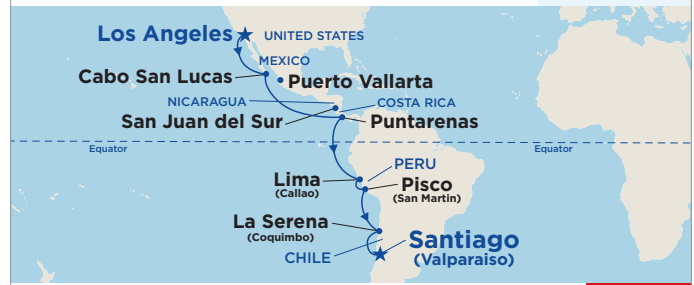 Los Angeles
UNITED STATES
MEXICO
Cabo San Lucas
Puerto Vallarta
NICARAGUA
COSTA RICA
San Juan del Sur
Puntarenas
Equator
Equator
PERU
Lima
(Callao)
Pisco
(San Martin)
La Serena
(Coquimbo)
Santiago
(Valparaiso)
CHILE